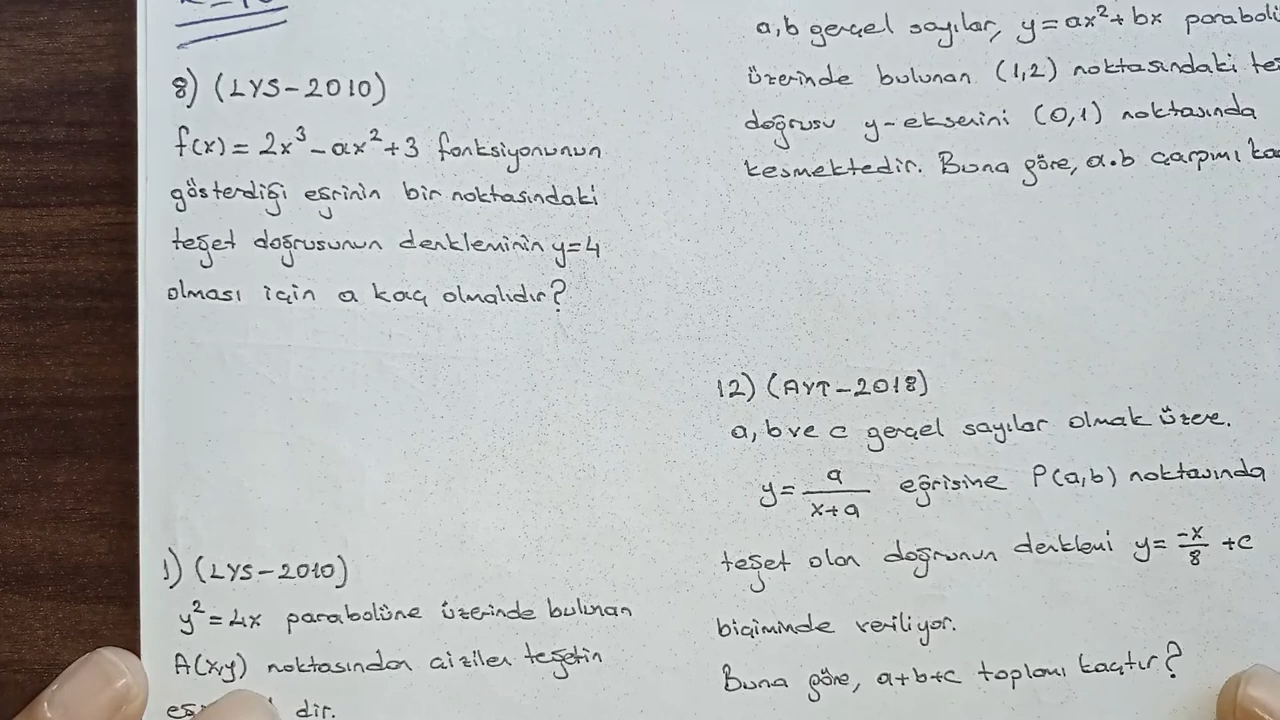 8) (LYS-2010)
f(x) = 2x³ - ax² + 3 fonksiyonunun
gösterdiği eğrinin bir noktasındaki
teğet doğrusunun denkleminin y=4
olması için a kaç olmalıdır?
1) (LYS-2010)
y² = 4x parabolüne üzerinde bulunan
A(x,y) noktasından çizilen teğetin
dir.
a, b gerçel sayılar, y = ax² + bx
üzerinde bulunan (1,2) noktasındaki
doğrusu y-eksenini (0,1) noktasında
kesmektedir. Buna göre, a.b çarpımı
12) (AYT-2018)
a, b ve c gerçel sayılar olmak üzere.
y = a/(x+a) eğrisine P(a,b) noktasında
teğet olan doğrunun denklemi y = -x/8 + c
biçiminde veriliyor.
Buna göre, a+b+c toplamı kaçtır?